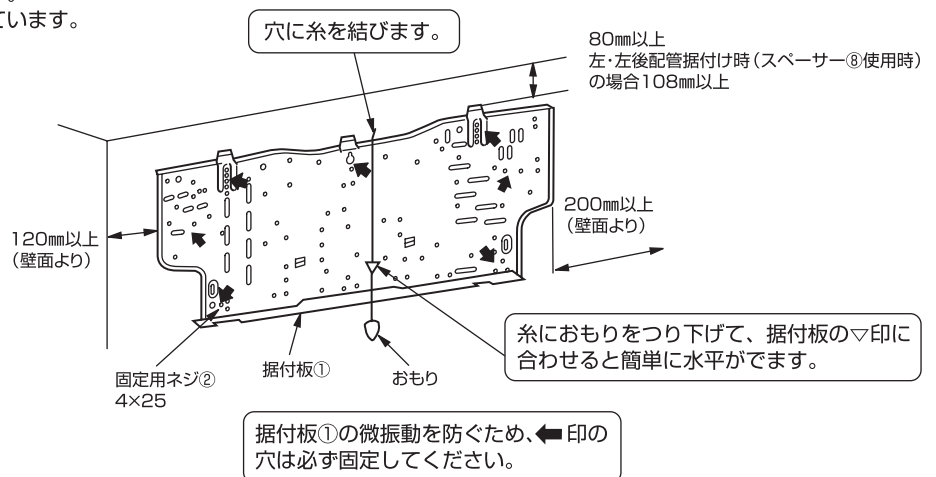 ています。
穴に糸を結びます。
80㎜以上
左・左後配管据付け時(スペーサー⑧使用時)
の場合108㎜以上
120㎜以上
(壁面より)
200㎜以上
(壁面より)
糸におもりをつり下げて、据付板の▽印に
合わせると簡単に水平がでます。
固定用ネジ②
4×25
据付板①
おもり
据付板①の微振動を防ぐため、⬅印の
穴は必ず固定してください。